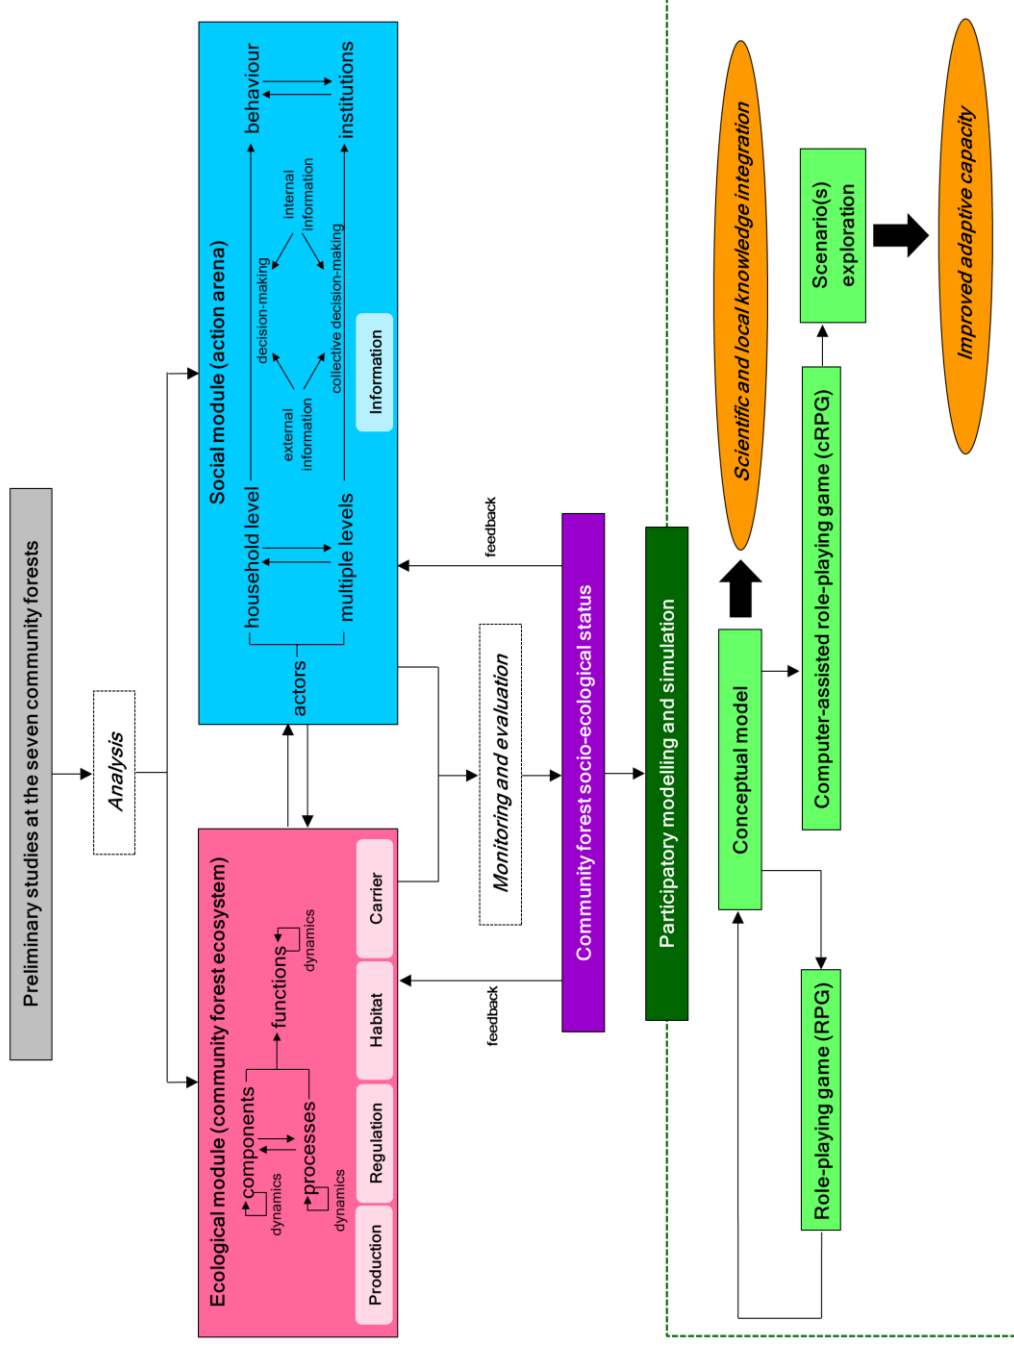 Preliminary studies at the seven community forests
Analysis
Ecological module (community forest ecosystem)
components
dynamics
processes
dynamics
functions
dynamics
Production
Regulation
Habitat
Carrier
Social module (action arena)
actors
household level
multiple levels
decision-making
external
information
internal
information
collective decision-making
behaviour
institutions
Information
Monitoring and evaluation
feedback
feedback
Community forest socio-ecological status
Participatory modelling and simulation
Conceptual model
Scientific and local knowledge integration
Role-playing game (RPG)
Computer-assisted role-playing game (cRPG)
Scenario(s)
exploration
Improved adaptive capacity